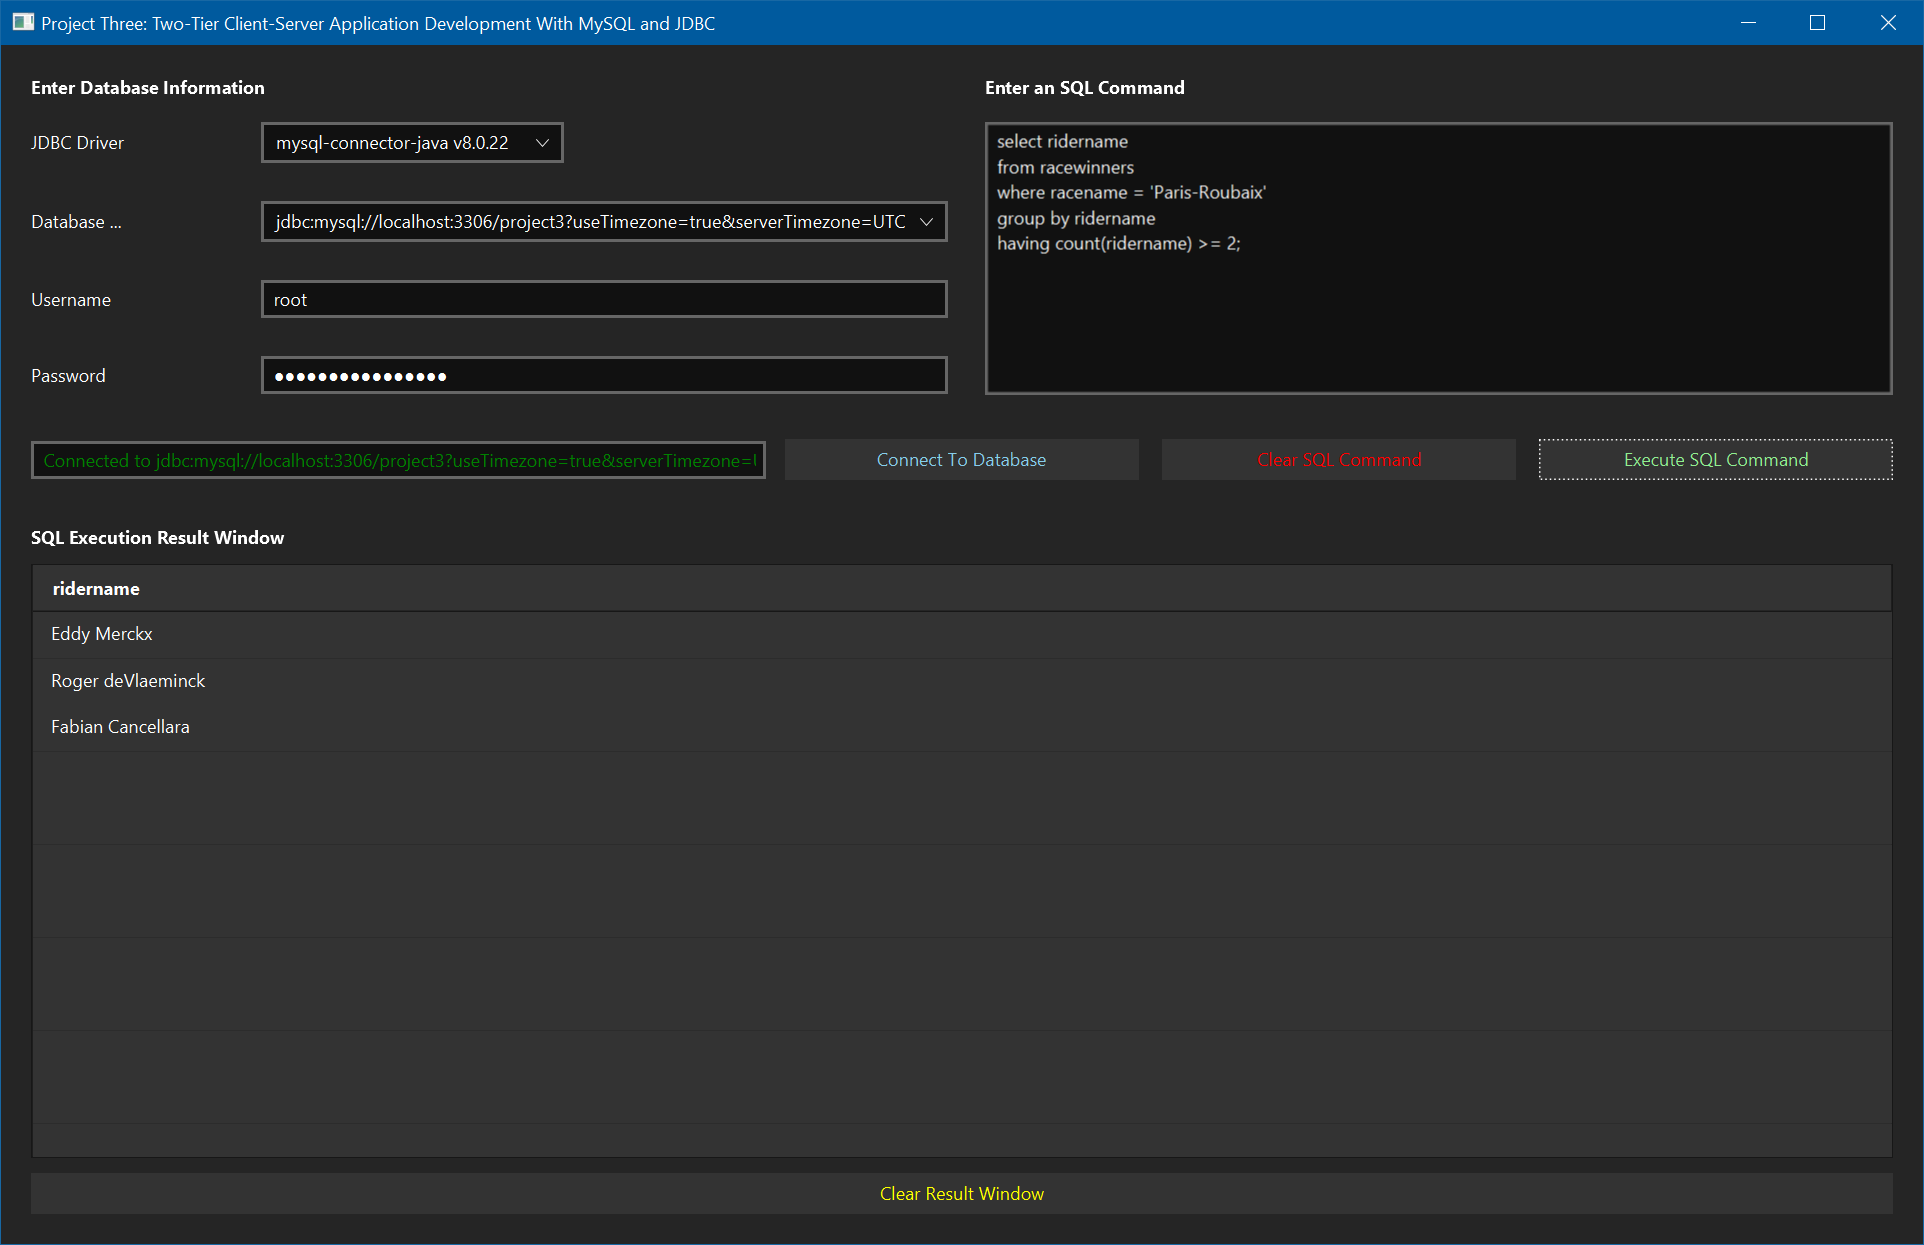 Project Three: Two-Tier Client-Server Application Development With MySQL and JDBC
Enter Database Information
JDBC Driver
mysql-connector-java v8.0.22
Database ...
jdbc:mysql://localhost:3306/project3?useTimezone=true&serverTimezone=UTC
Username
root
Password
●●●●●●●●●●●●●●●●
Enter an SQL Command
select ridername
from racewinners
where racename = 'Paris-Roubaix'
group by ridername
having count(ridername) >= 2;
Connected to jdbc:mysql://localhost:3306/project3?useTimezone=true&serverTimezone=
Connect To Database
Clear SQL Command
Execute SQL Command
SQL Execution Result Window
ridername
Eddy Merckx
Roger deVlaeminck
Fabian Cancellara
Clear Result Window